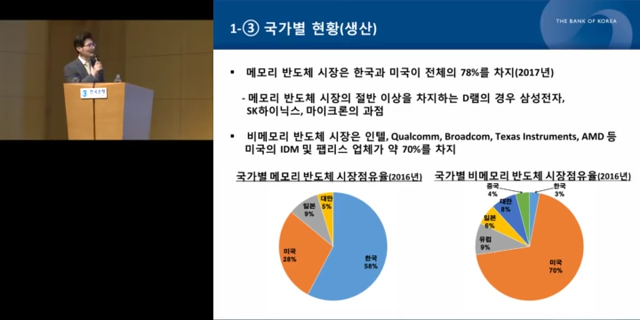 THE BANK OF KOREA
1-③ 국가별 현황(생산)
▪ 메모리 반도체 시장은 한국과 미국이 전체의 78%를 차지(2017년)
- 메모리 반도체 시장의 절반 이상을 차지하는 D램의 경우 삼성전자,
SK하이닉스, 마이크론의 과점
▪ 비메모리 반도체 시장은 인텔, Qualcomm, Broadcom, Texas Instruments, AMD 등
미국의 IDM 및 팹리스 업체가 약 70%를 차지
국가별 메모리 반도체 시장점유율(2016년)
대만
5%
일본
9%
미국
28%
한국
58%
국가별 비메모리 반도체 시장점유율(2016년)
중국
4%
한국
3%
대만
8%
일본
6%
유럽
9%
미국
70%
한국은행